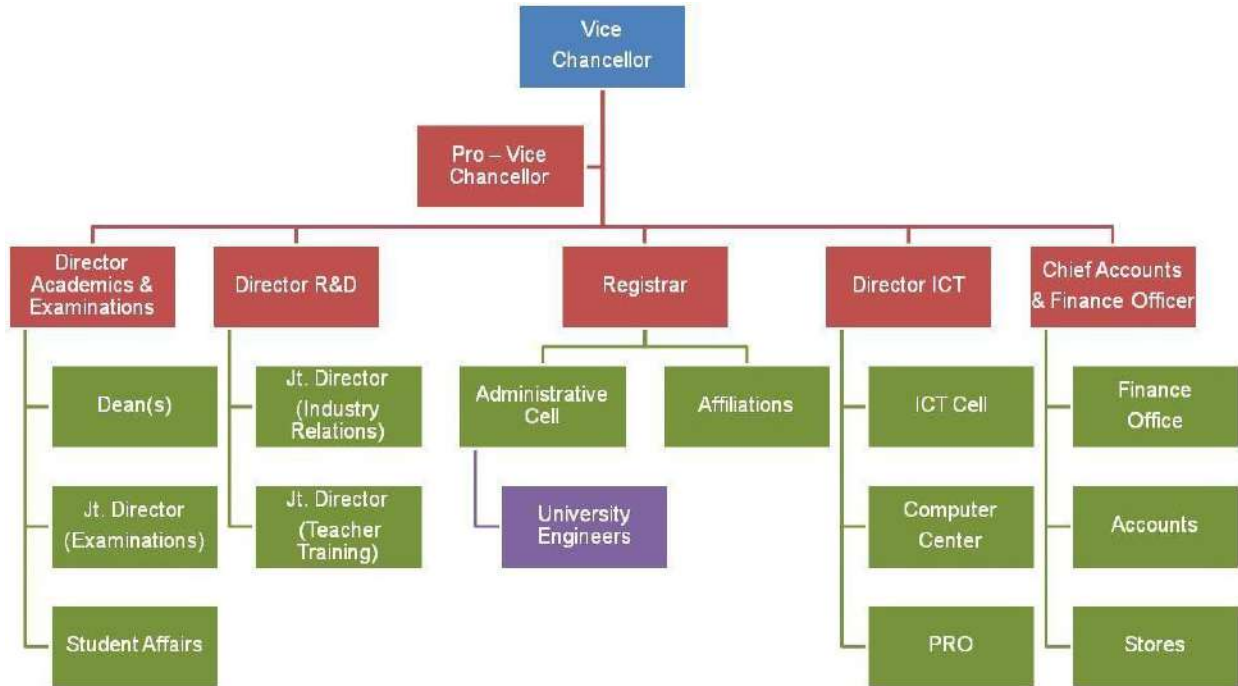 Vice
Chancellor
Pro – Vice
Chancellor
Director
Academics &
Examinations
Director R&D
Registrar
Director ICT
Chief Accounts
& Finance Officer
Dean(s)
Jt. Director
(Industry
Relations)
Administrative
Cell
Affiliations
ICT Cell
Finance
Office
Jt. Director
(Examinations)
Jt. Director
(Teacher
Training)
University
Engineers
Computer
Center
Accounts
Student Affairs
PRO
Stores